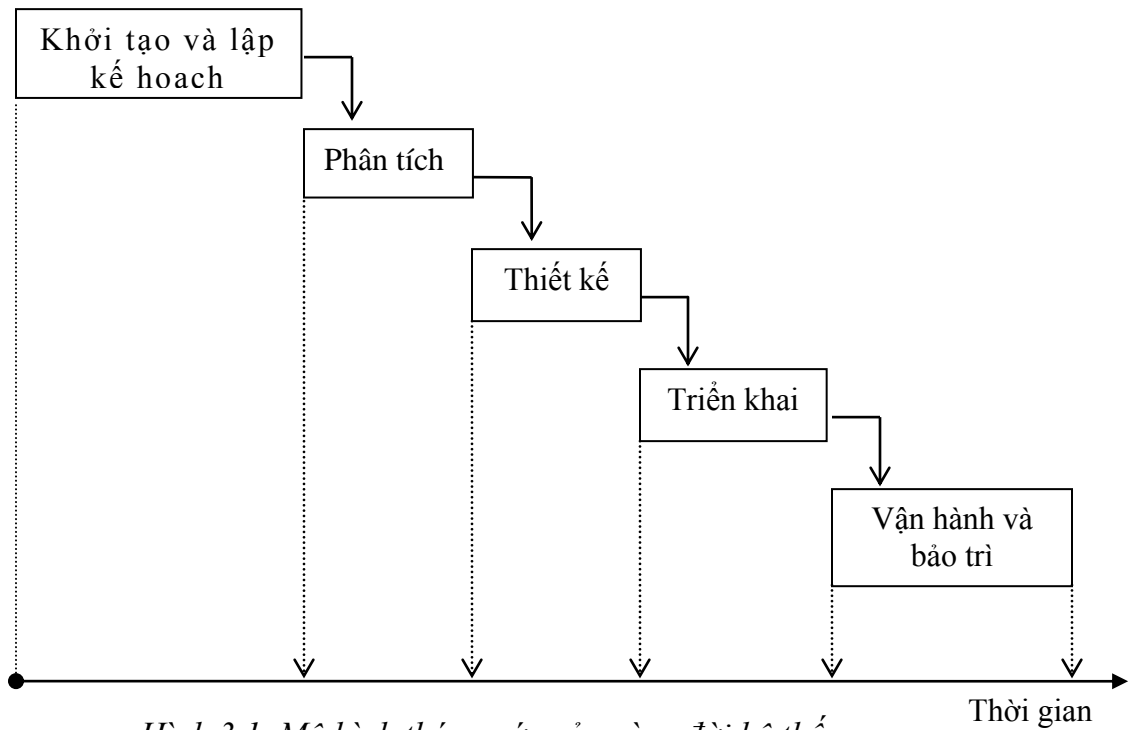 Khởi tạo và lập
kế hoach
Phân tích
Thiết kế
Triển khai
Vận hành và
bảo trì
Thời gian